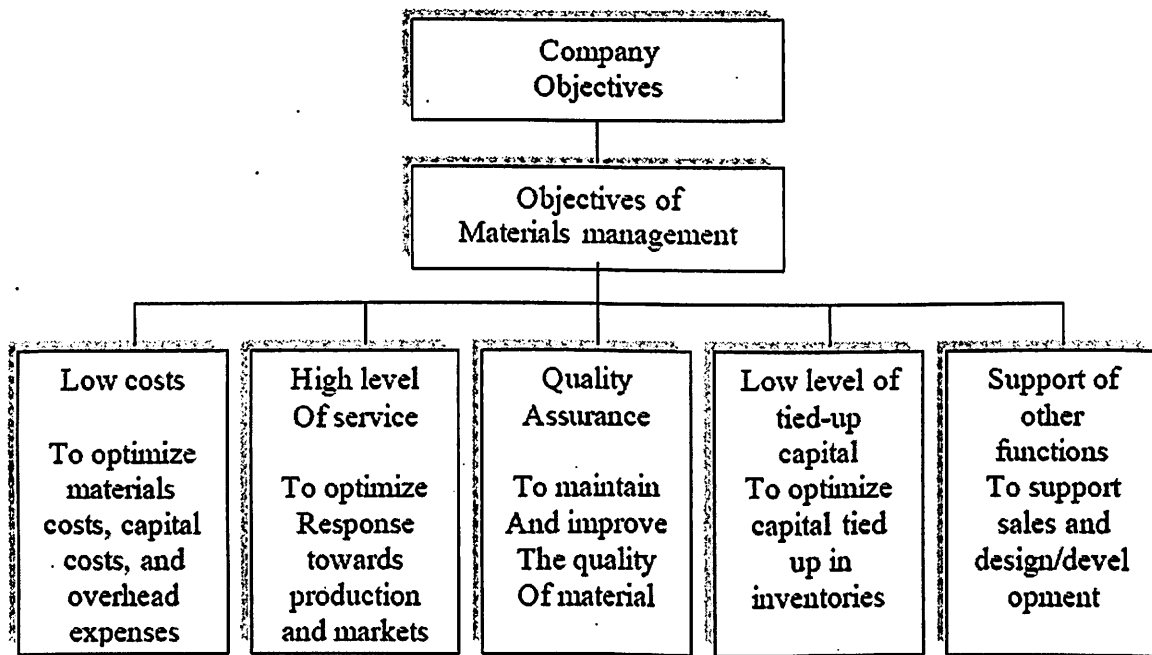 Company
Objectives
Objectives of
Materials management
Low costs
To optimize
materials
costs, capital
costs, and
overhead
expenses
High level
Of service
To optimize
Response
towards
production
and markets
Quality
Assurance
To maintain
And improve
The quality
Of material
Low level of
tied-up
capital
To optimize
capital tied
up in
inventories
Support of
other
functions
To support
sales and
design/devel
opment